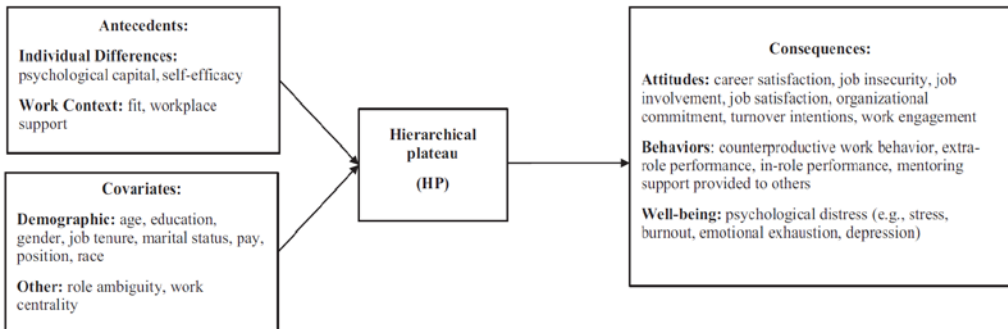 Antecedents:
Individual Differences:
psychological capital, self-efficacy
Work Context: fit, workplace
support
Covariates:
Demographic: age, education,
gender, job tenure, marital status, pay,
position, race
Other: role ambiguity, work
centrality
Hierarchical
plateau
(HP)
Consequences:
Attitudes: career satisfaction, job insecurity, job
involvement, job satisfaction, organizational
commitment, turnover intentions, work engagement
Behaviors: counterproductive work behavior, extra-
role performance, in-role performance, mentoring
support provided to others
Well-being: psychological distress (e.g., stress,
burnout, emotional exhaustion, depression)